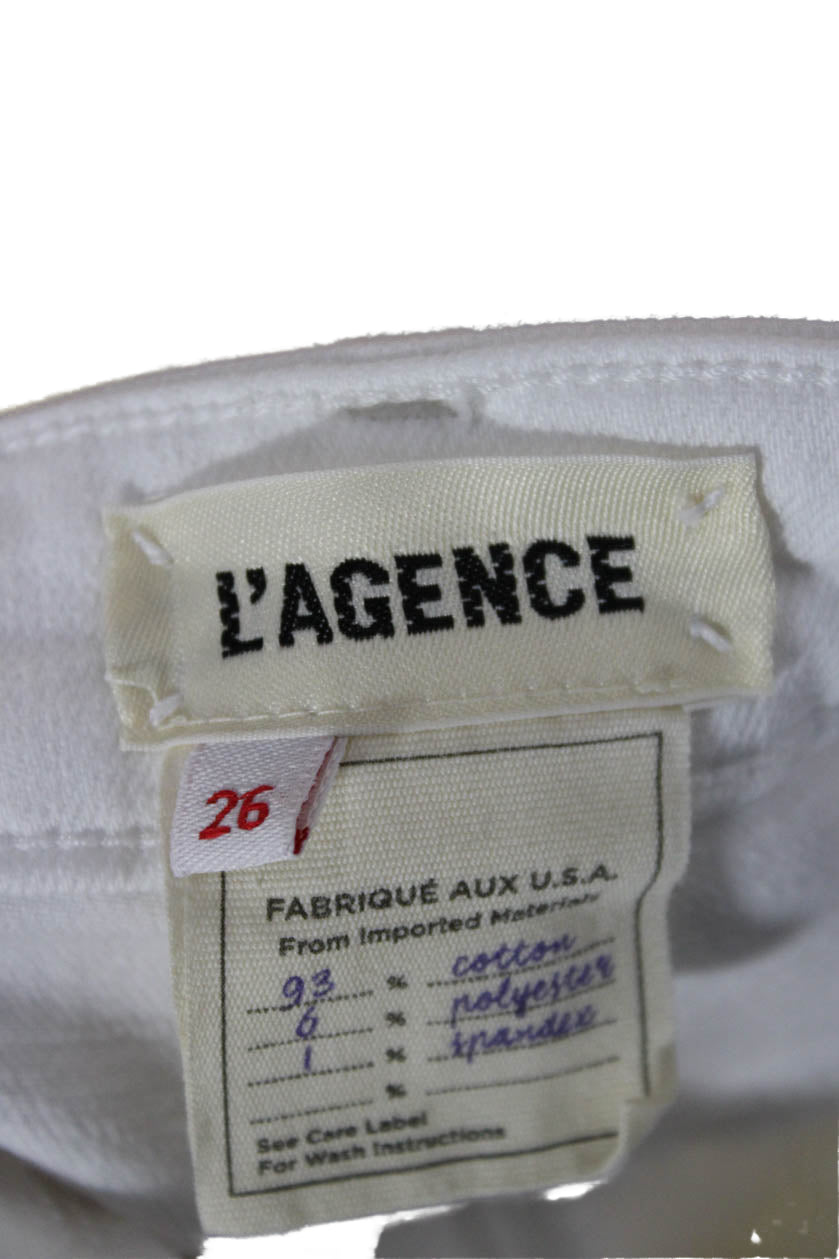 L'AGENCE
26
FABRIQUÉ AUX U.S.A.
From Imported Materials
93 % cotton
6 % polyester
1 % spandex
%
See Care Label
For Wash Instructions